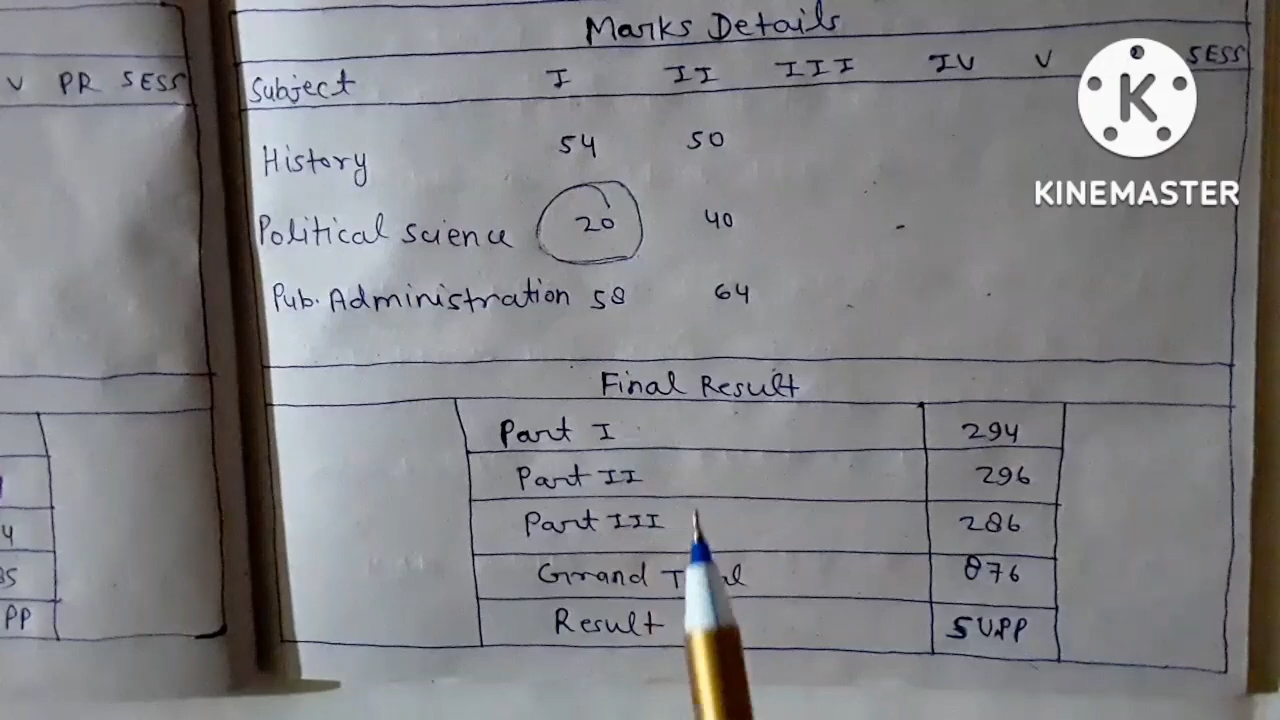 Marks Details
V PR SESS
Subject I II III IV V SESS
K
KINEMASTER
History 54 50
Political science 20 40
Pub. Administration 58 64
Final Result
Part I 294
Part II 296
Part III 286
4
Grand 876
35
Result SUPP
PP